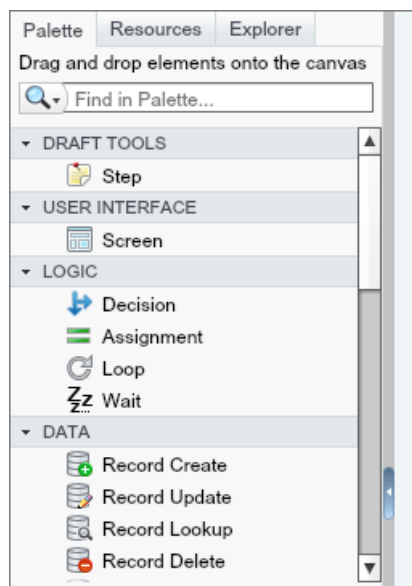 Palette Resources Explorer
Drag and drop elements onto the canvas
Find in Palette...
DRAFT TOOLS
Step
USER INTERFACE
Screen
LOGIC
Decision
Assignment
Loop
Zzz Wait
DATA
Record Create
Record Update
Record Lookup
Record Delete